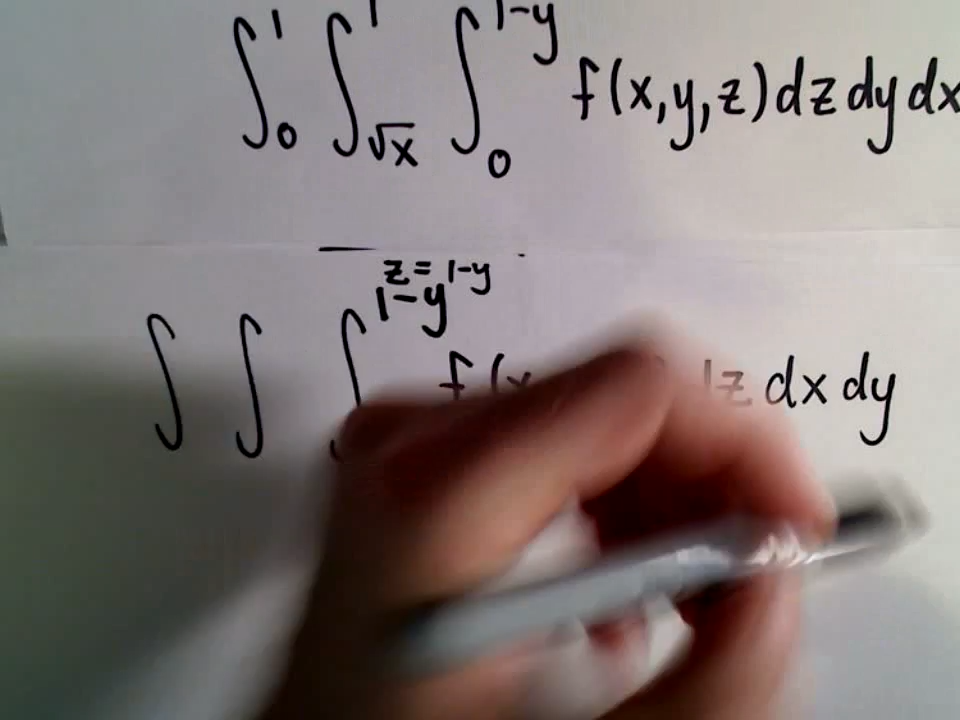 ∫₀¹ ∫_√x¹ ∫₀^1-y f(x,y,z) dz dy dx
z = 1-y
∫ ∫ ∫^1-y f(x dz dx dy